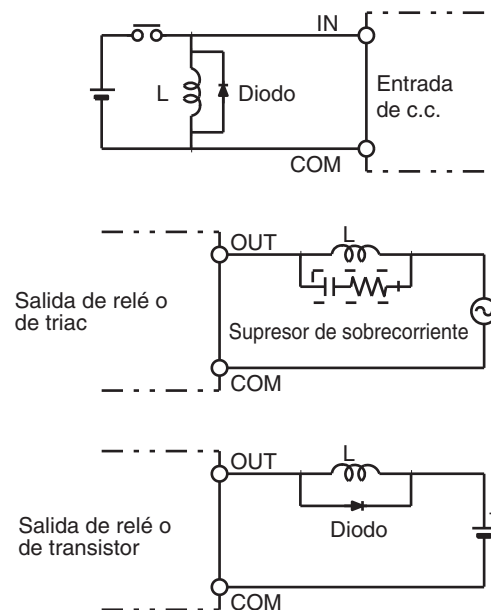 IN
L
Diodo
Entrada
de c.c.
COM
OUT
L
Salida de relé o
de triac
Supresor de sobrecorriente
COM
OUT
L
Salida de relé o
de transistor
Diodo
COM